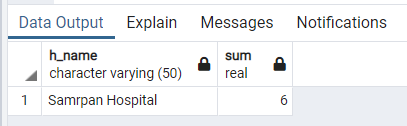 Data Output Explain Messages Notifications
h_name sum
character varying (50) real
1 Samrpan Hospital 6